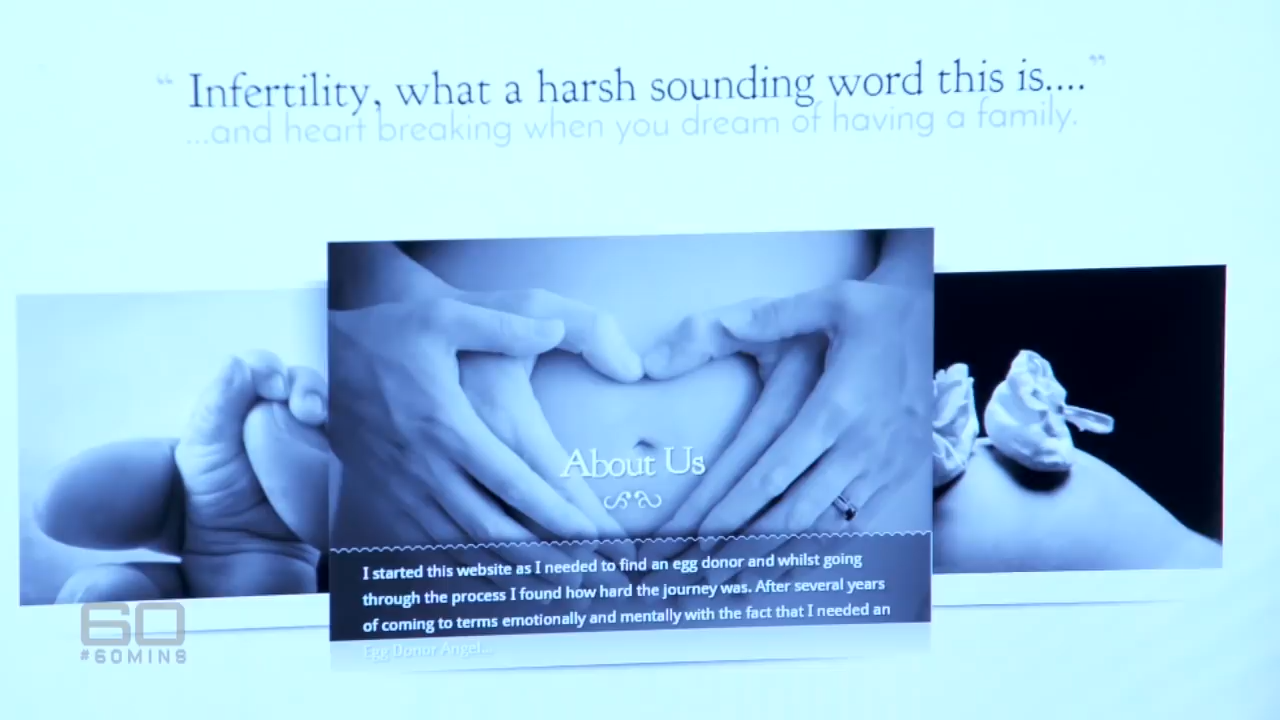 “ Infertility, what a harsh sounding word this is.... ”
...and heart breaking when you dream of having a family.
About Us
I started this website as I needed to find an egg donor and whilst going
through the process I found how hard the journey was. After several years
of coming to terms emotionally and mentally with the fact that I needed an
Egg Donor Angel...
60
#60MINS